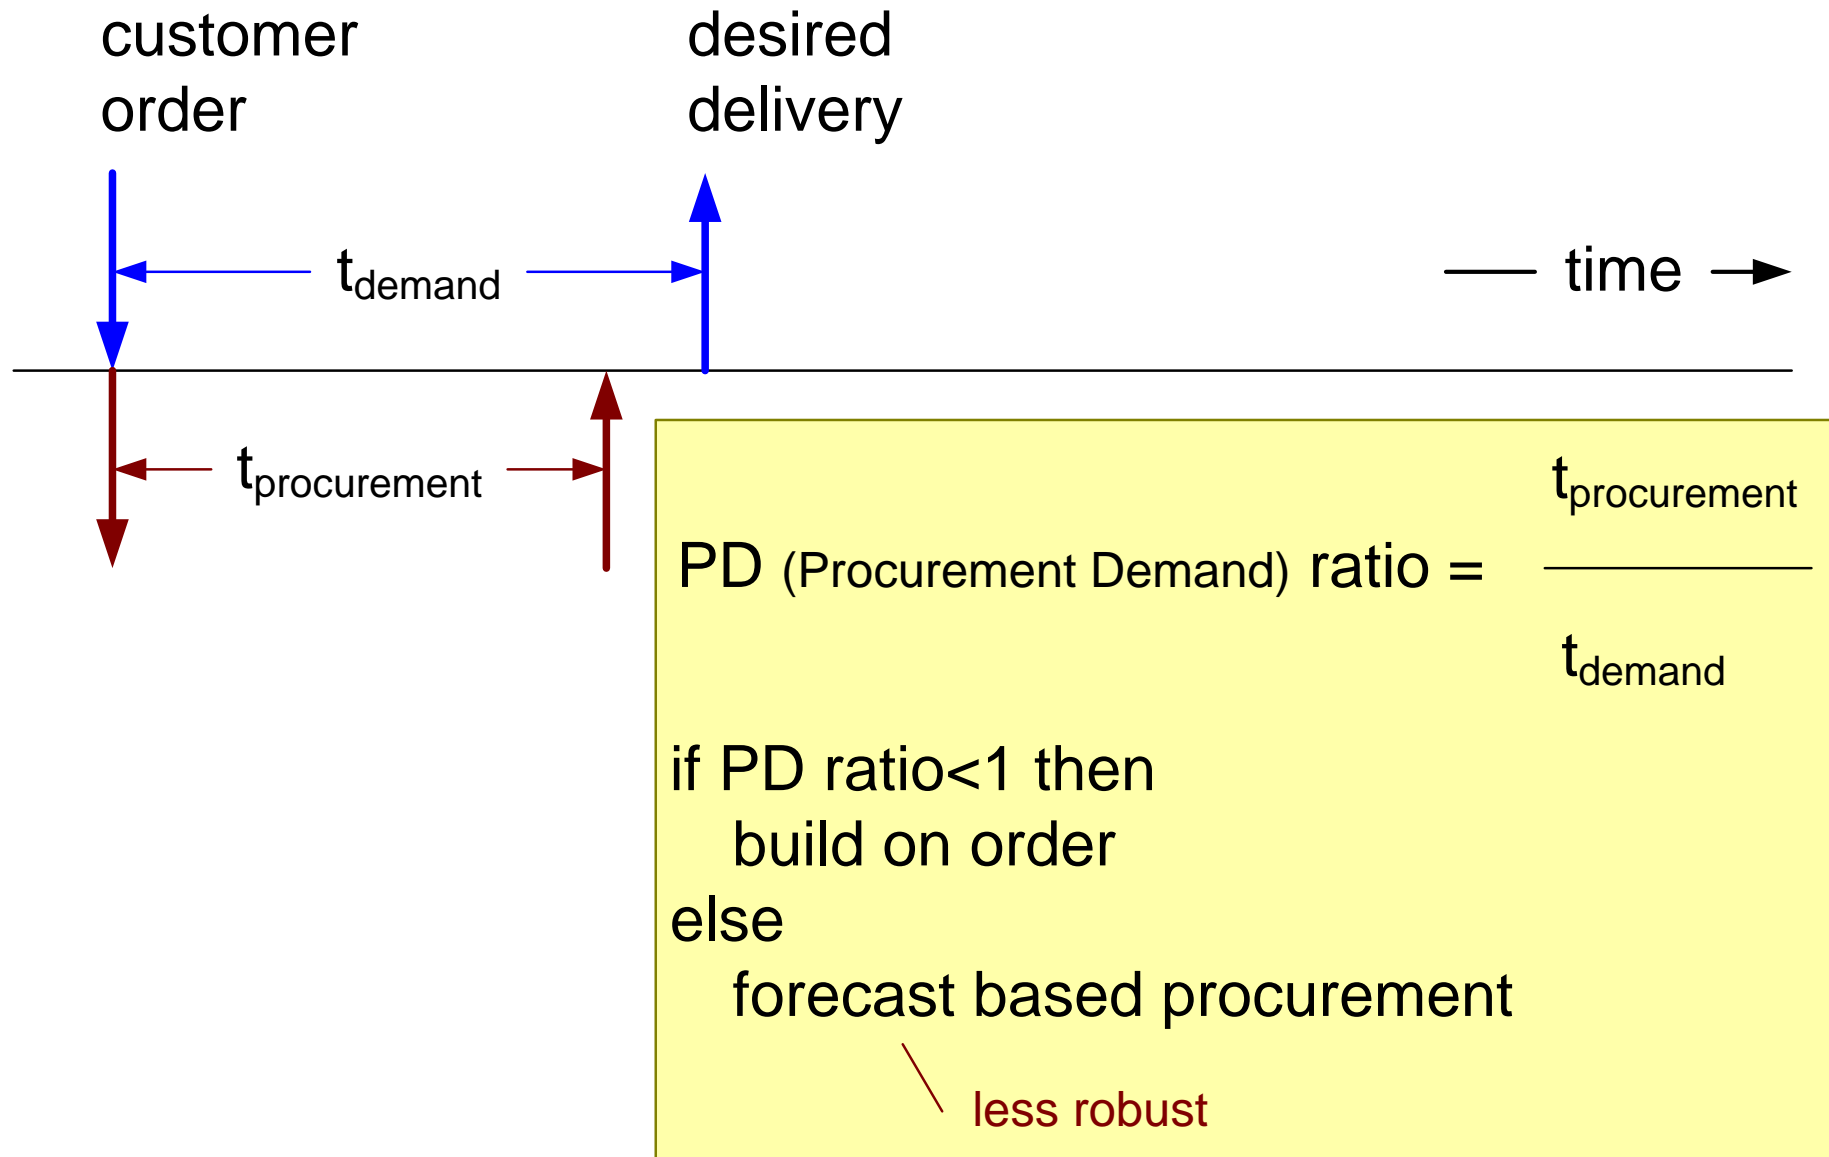 customer
order
desired
delivery
tdemand
time
tprocurement
PD (Procurement Demand) ratio =
tprocurement
tdemand
if PD ratio<1 then
build on order
else
forecast based procurement
less robust